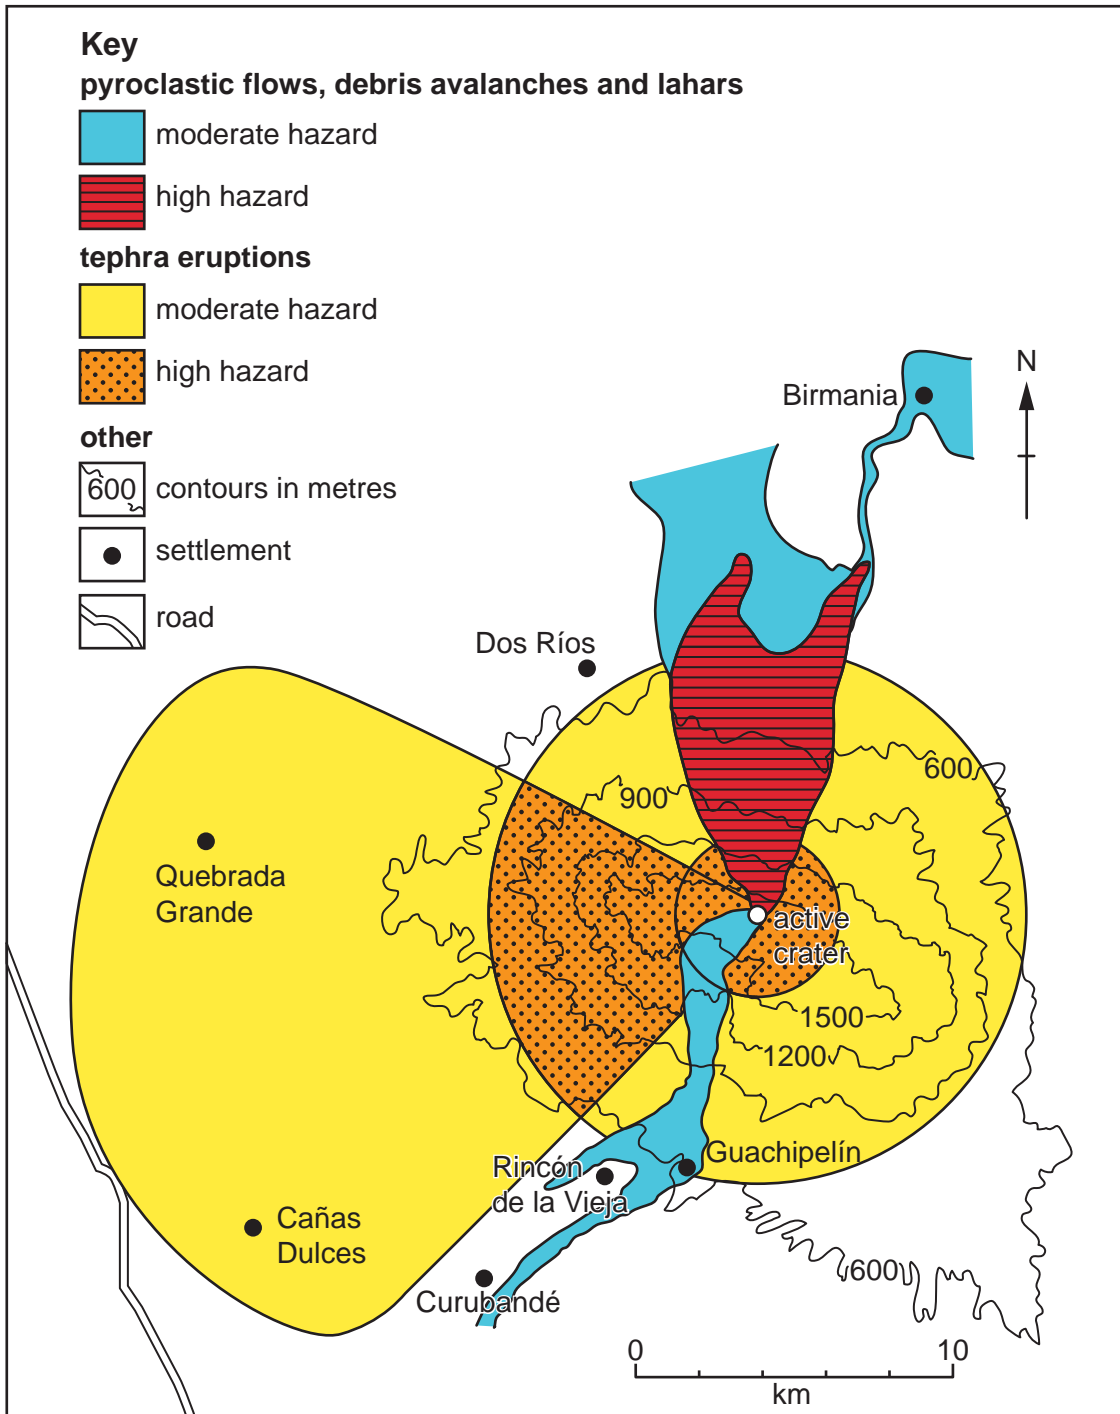 Key
pyroclastic flows, debris avalanches and lahars
moderate hazard
high hazard
tephra eruptions
moderate hazard
high hazard
other
600
contours in metres
settlement
road
N
Birmania
Dos Ríos
600
900
Quebrada
Grande
active
crater
1500
1200
Guachipelín
Rincón
de la Vieja
Cañas
Dulces
600
Curubandé
0
10
km